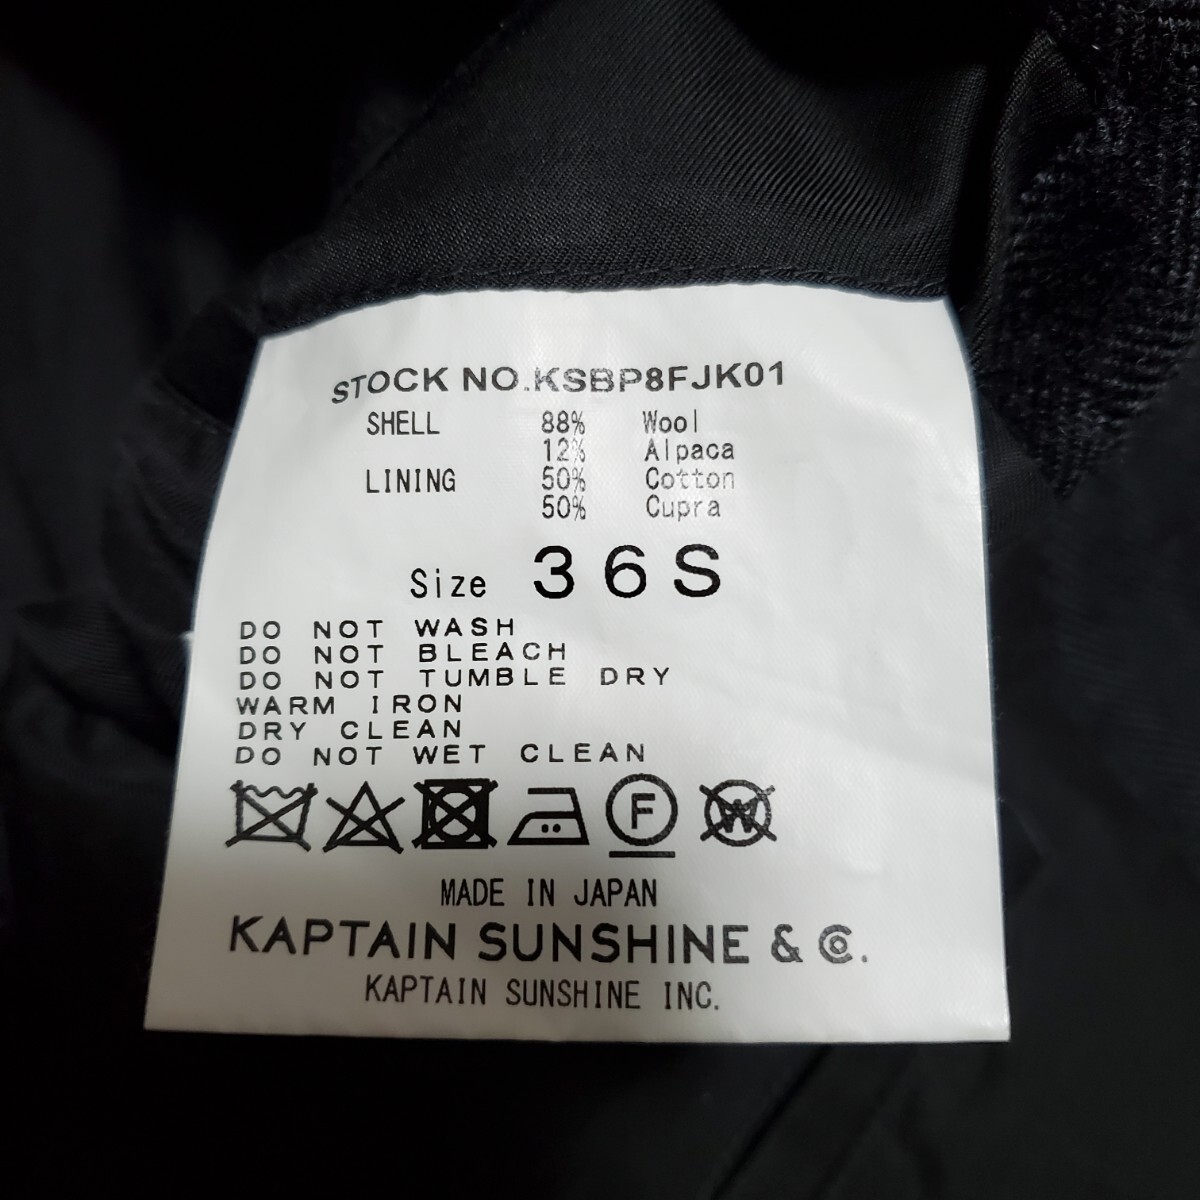 STOCK NO.KSBP8FJK01
SHELL 88% Wool
12% Alpaca
LINING 50% Cotton
50% Cupra
Size 36S
DO NOT WASH
DO NOT BLEACH
DO NOT TUMBLE DRY
WARM IRON
DRY CLEAN
DO NOT WET CLEAN
F W
MADE IN JAPAN
KAPTAIN SUNSHINE & Co.
KAPTAIN SUNSHINE INC.